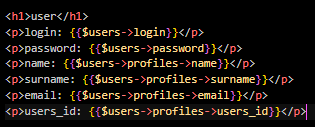 <h1>user</h1>
<p>login: {{$users->login}}</p>
<p>password: {{$users->password}}</p>
<p>name: {{$users->profiles->name}}</p>
<p>surname: {{$users->profiles->surname}}</p>
<p>email: {{$users->profiles->email}}</p>
<p>users_id: {{$users->profiles->users_id}}</p>